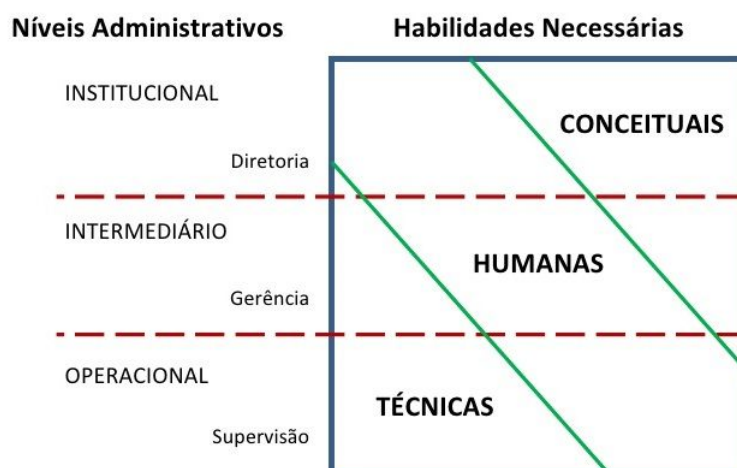 Níveis Administrativos
Habilidades Necessárias
INSTITUCIONAL
CONCEITUAIS
Diretoria
INTERMEDIÁRIO
HUMANAS
Gerência
OPERACIONAL
TÉCNICAS
Supervisão